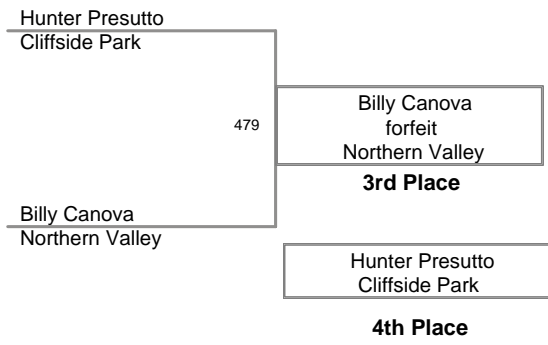 Hunter Presutto
Cliffside Park
479
Billy Canova
forfeit
Northern Valley
3rd Place
Billy Canova
Northern Valley
Hunter Presutto
Cliffside Park
4th Place